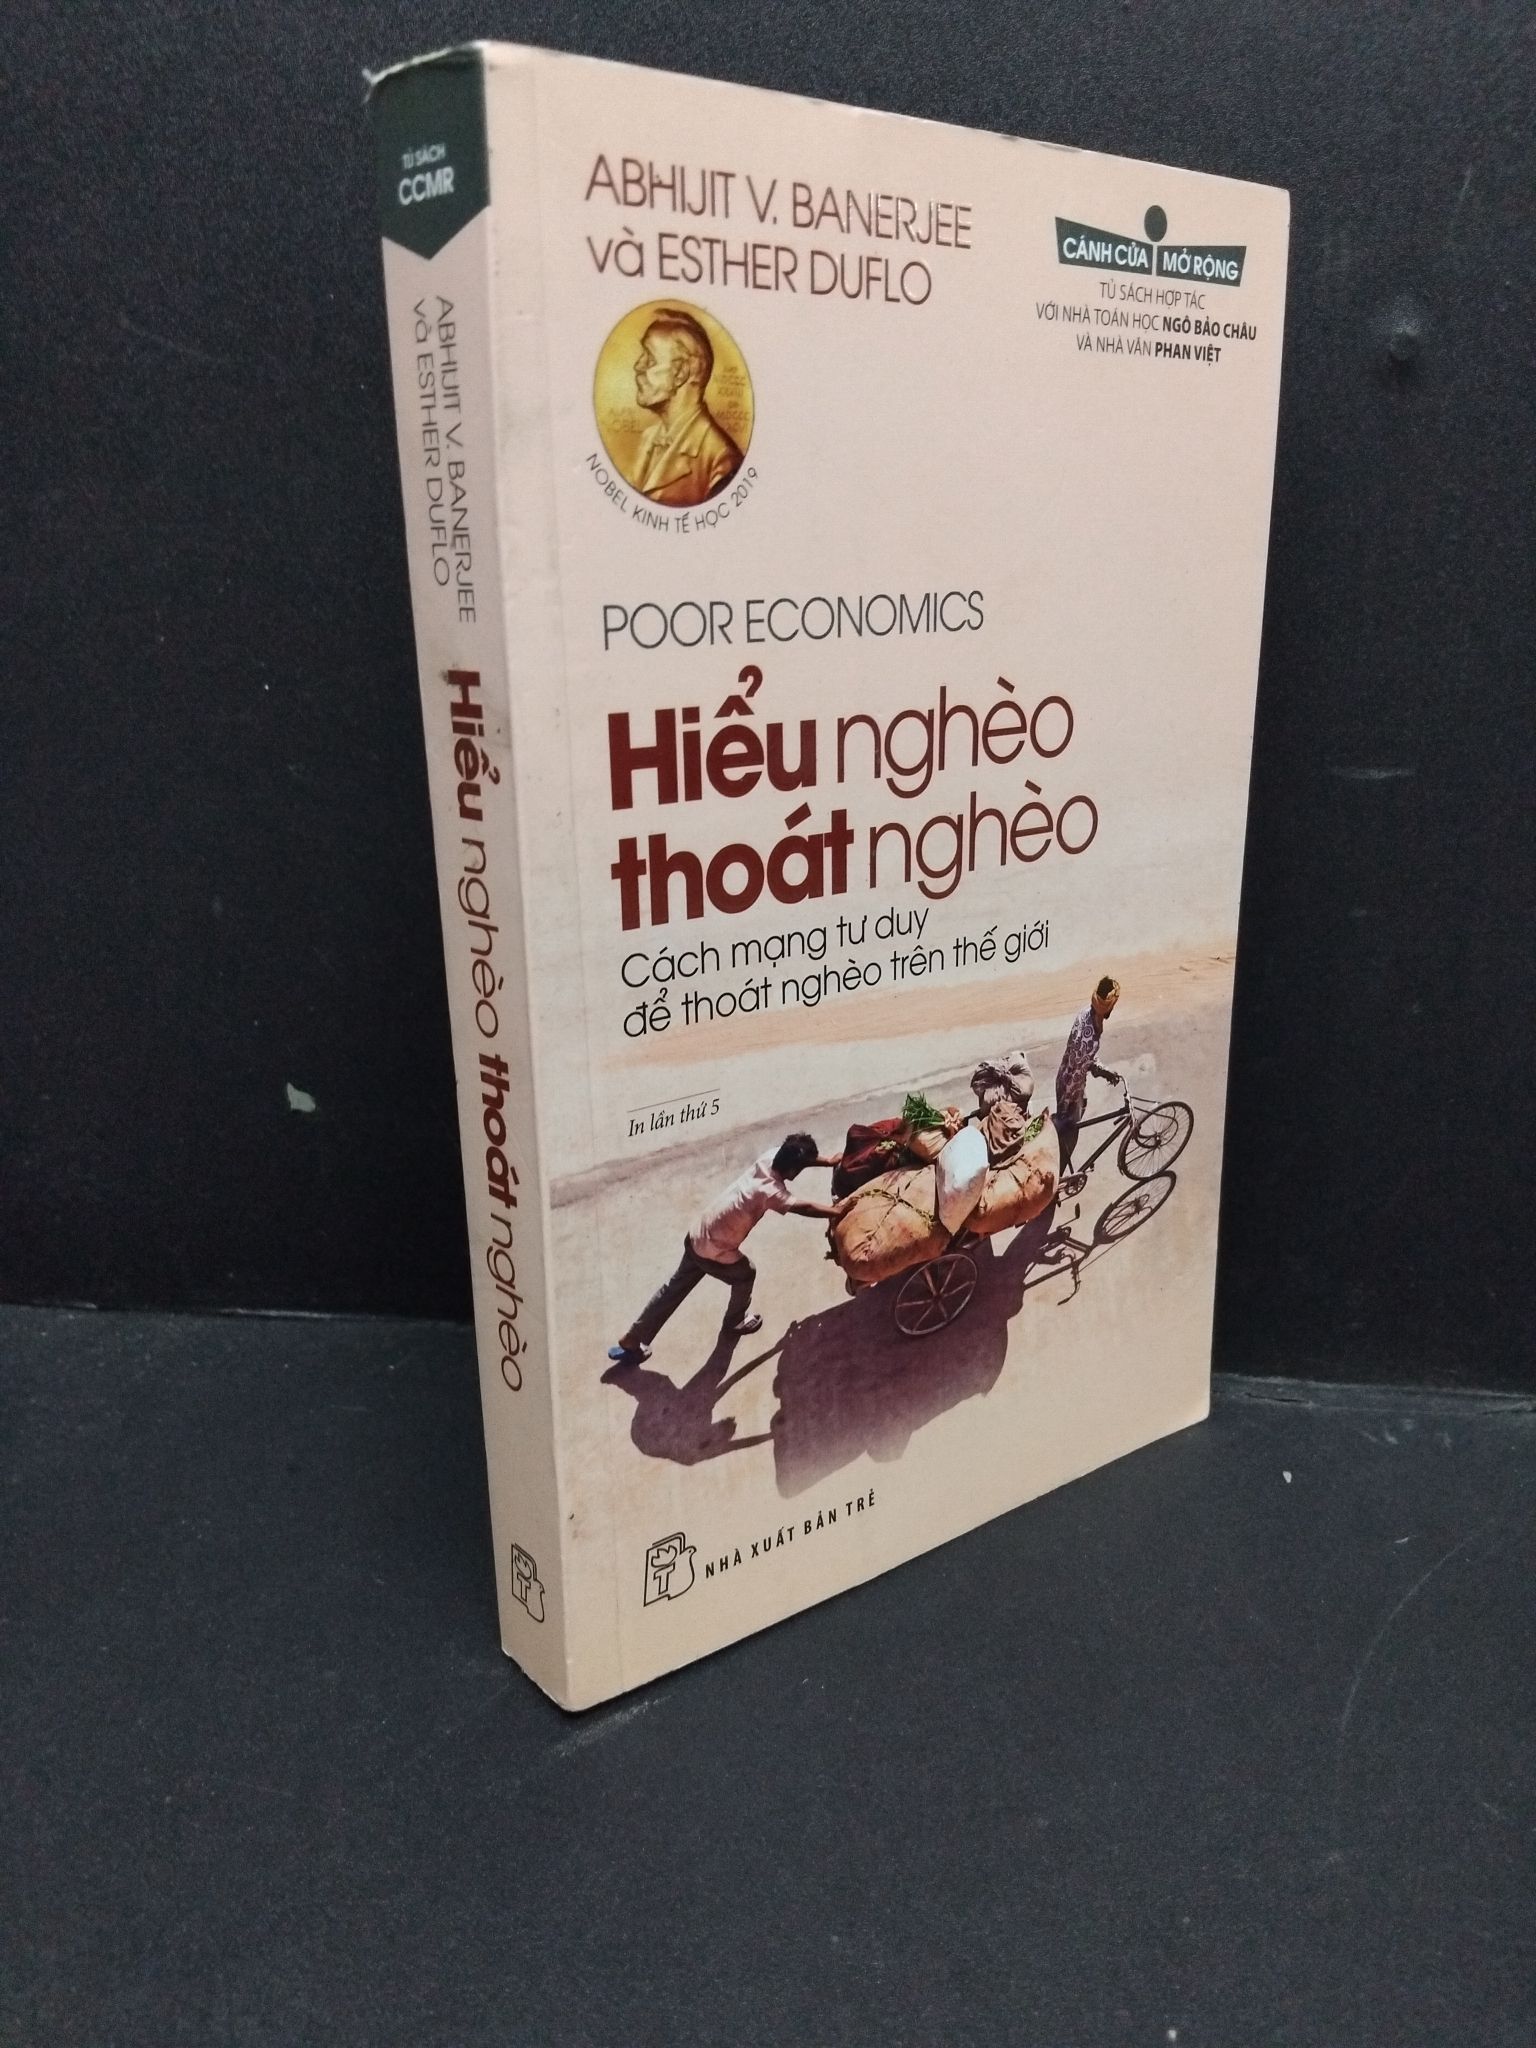 TỦ SÁCH
CCMR
ABHIJIT V. BANERJEE
và ESTHER DUFLO
Hiểu nghèo thoát nghèo
ABHIJIT V. BANERJEE
và ESTHER DUFLO
CÁNH CỬA MỞ RỘNG
TỦ SÁCH HỢP TÁC
VỚI NHÀ TOÁN HỌC NGÔ BẢO CHÂU
VÀ NHÀ VĂN PHAN VIỆT
NOBEL KINH TẾ HỌC 2019
POOR ECONOMICS
Hiểu nghèo
thoát nghèo
Cách mạng tư duy
để thoát nghèo trên thế giới
In lần thứ 5
NHÀ XUẤT BẢN TRẺ